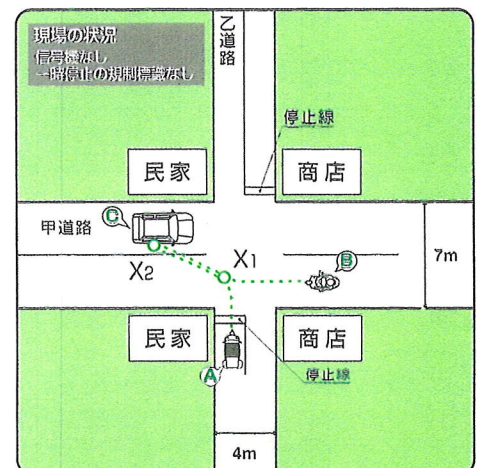 現場の状況
信号機なし
一時停止の規制標識なし
乙道路
停止線
民家
商店
甲道路
C
X2
X1
B
7m
民家
商店
A
停止線
4m